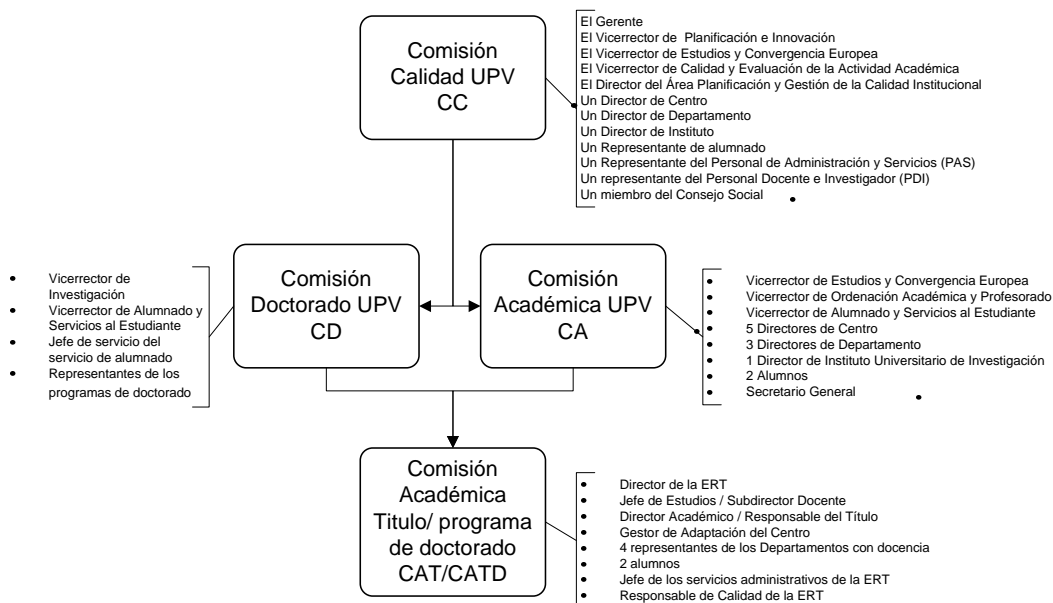 Comisión
Calidad UPV
CC
El Gerente
El Vicerrector de Planificación e Innovación
El Vicerrector de Estudios y Convergencia Europea
El Vicerrector de Calidad y Evaluación de la Actividad Académica
El Director del Área Planificación y Gestión de la Calidad Institucional
Un Director de Centro
Un Director de Departamento
Un Director de Instituto
Un Representante de alumnado
Un Representante del Personal de Administración y Servicios (PAS)
Un representante del Personal Docente e Investigador (PDI)
Un miembro del Consejo Social
• Vicerrector de
Investigación
• Vicerrector de Alumnado y
Servicios al Estudiante
• Jefe de servicio del
servicio de alumnado
• Representantes de los
programas de doctorado
Comisión
Doctorado UPV
CD
Comisión
Académica UPV
CA
• Vicerrector de Estudios y Convergencia Europea
• Vicerrector de Ordenación Académica y Profesorado
• Vicerrector de Alumnado y Servicios al Estudiante
• 5 Directores de Centro
• 3 Directores de Departamento
• 1 Director de Instituto Universitario de Investigación
• 2 Alumnos
• Secretario General
Comisión
Académica
Titulo/ programa
de doctorado
CAT/CATD
• Director de la ERT
• Jefe de Estudios / Subdirector Docente
• Director Académico / Responsable del Título
• Gestor de Adaptación del Centro
• 4 representantes de los Departamentos con docencia
• 2 alumnos
• Jefe de los servicios administrativos de la ERT
• Responsable de Calidad de la ERT